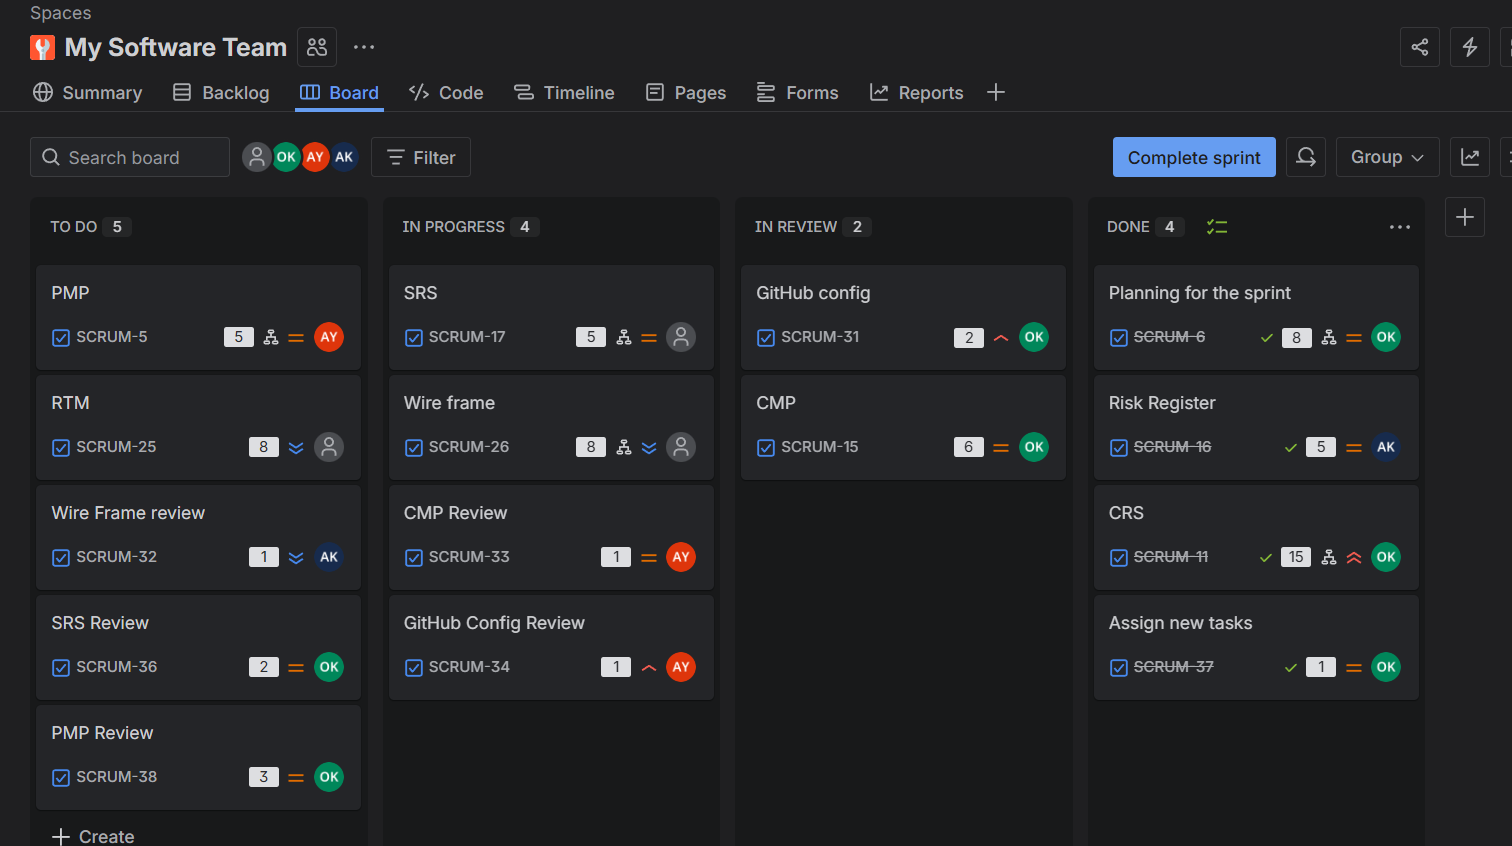 Spaces
My Software Team
Summary Backlog Board Code Timeline Pages Forms Reports
Search board OK AY AK Filter Complete sprint Group
TO DO 5
PMP
SCRUM-5 5 AY
RTM
SCRUM-25 8
Wire Frame review
SCRUM-32 1 AK
SRS Review
SCRUM-36 2 OK
PMP Review
SCRUM-38 3 OK
Create
IN PROGRESS 4
SRS
SCRUM-17 5
Wire frame
SCRUM-26 8
CMP Review
SCRUM-33 1 AY
GitHub Config Review
SCRUM-34 1 AY
IN REVIEW 2
GitHub config
SCRUM-31 2 OK
CMP
SCRUM-15 6 OK
DONE 4
Planning for the sprint
SCRUM-6 8 OK
Risk Register
SCRUM-16 5 AK
CRS
SCRUM-11 15 OK
Assign new tasks
SCRUM-37 1 OK